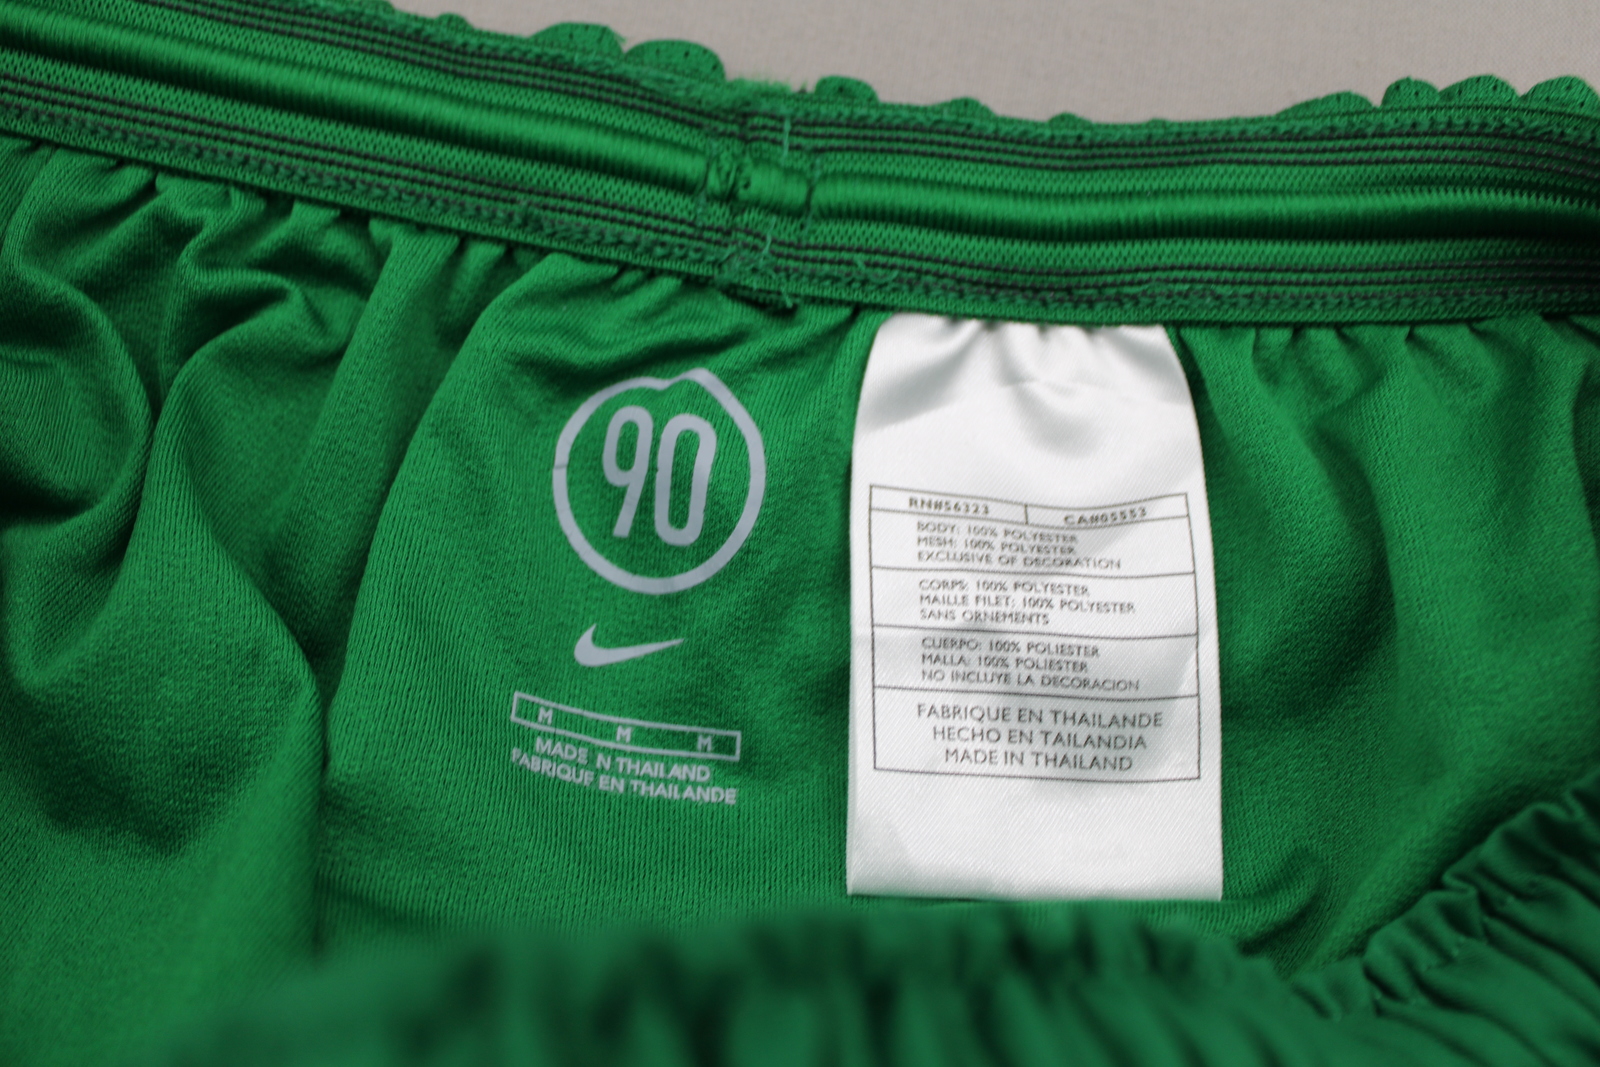 90
M M M
MADE IN THAILAND
FABRIQUE EN THAILANDE
RN#56323 CA#05553
BODY: 100% POLYESTER
MESH: 100% POLYESTER
EXCLUSIVE OF DECORATION
CORPS: 100% POLYESTER
MAILLE FILET: 100% POLYESTER
SANS ORNEMENTS
CUERPO: 100% POLIESTER
MALLA: 100% POLIESTER
NO INCLUYE LA DECORACION
FABRIQUE EN THAILANDE
HECHO EN TAILANDIA
MADE IN THAILAND